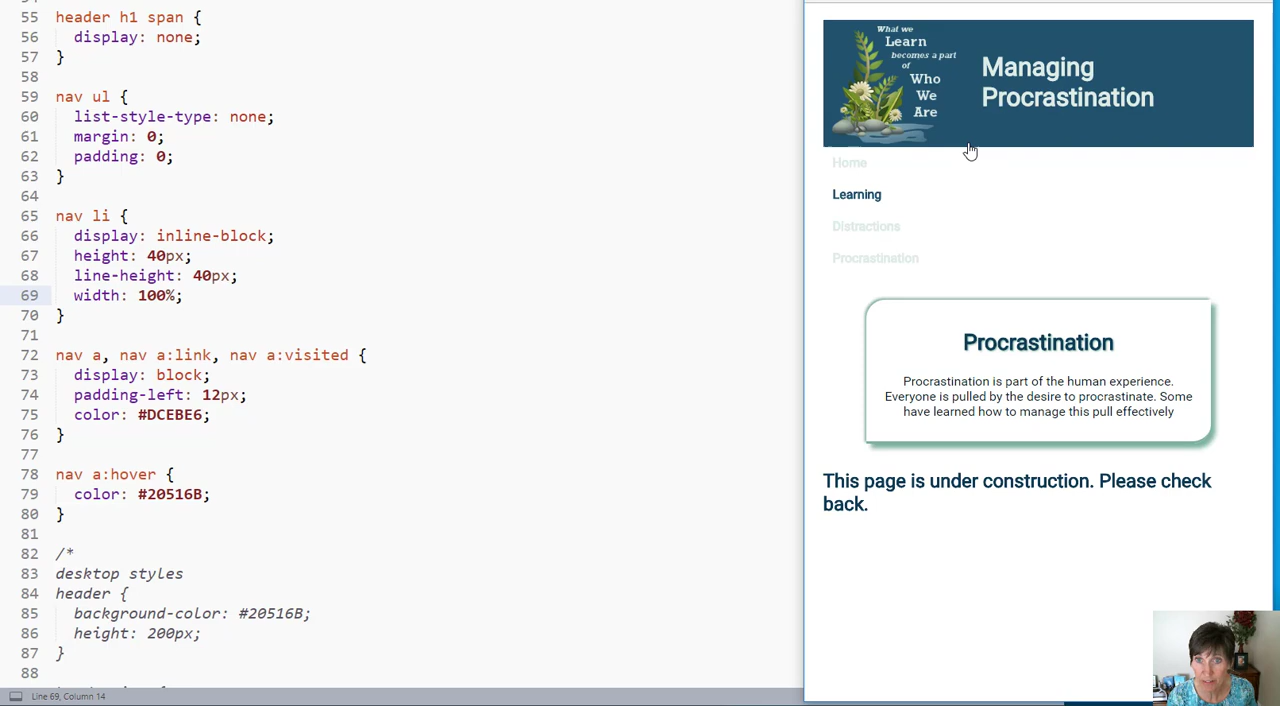 55 header h1 span {
56 display: none;
57 }
58
59 nav ul {
60 list-style-type: none;
61 margin: 0;
62 padding: 0;
63 }
64
65 nav li {
66 display: inline-block;
67 height: 40px;
68 line-height: 40px;
69 width: 100%;
70 }
71
72 nav a, nav a:link, nav a:visited {
73 display: block;
74 padding-left: 12px;
75 color: #DCEBE6;
76 }
77
78 nav a:hover {
79 color: #20516B;
80 }
81
82 /*
83 desktop styles
84 header {
85 background-color: #20516B;
86 height: 200px;
87 }
88
Line 69, Column 14
What we
Learn
becomes a part
of
Who
We
Are
Managing
Procrastination
Home
Learning
Distractions
Procrastination
Procrastination
Procrastination is part of the human experience.
Everyone is pulled by the desire to procrastinate. Some
have learned how to manage this pull effectively
This page is under construction. Please check
back.